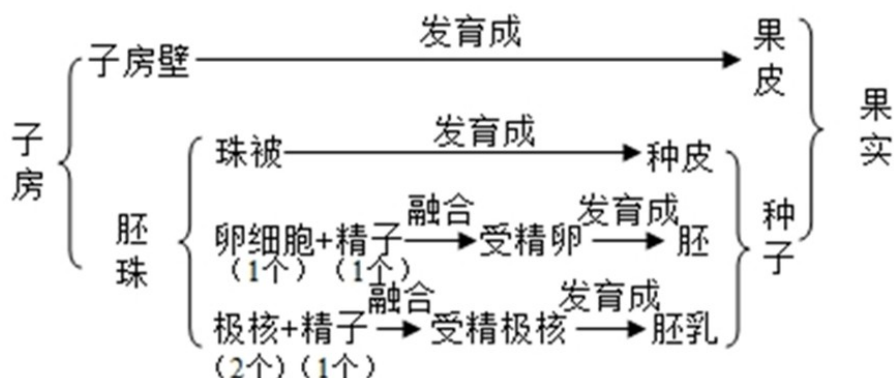 子房
子房壁
发育成
果皮
果实
胚珠
珠被
发育成
种皮
种子
卵细胞+精子
融合
受精卵
发育成
胚
(1个) (1个)
极核+精子
融合
受精极核
发育成
胚乳
(2个) (1个)